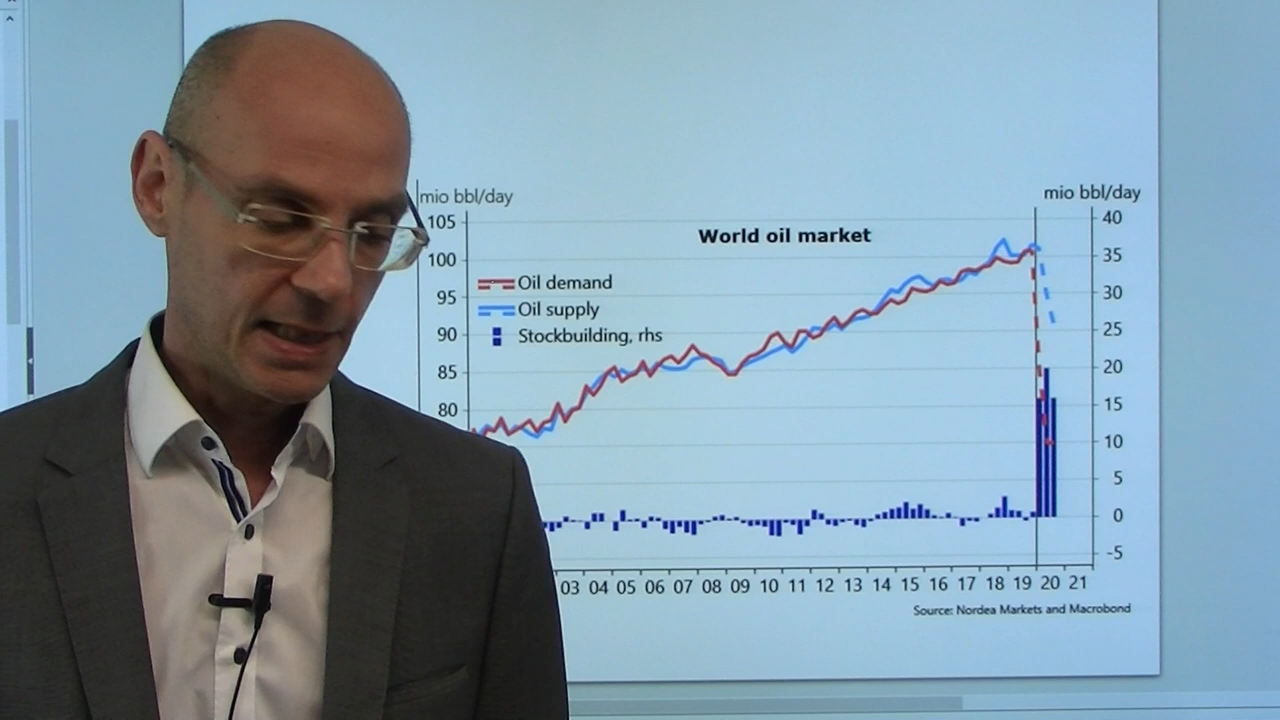 mio bbl/day
mio bbl/day
World oil market
105
100
95
90
85
80
Oil demand
Oil supply
Stockbuilding, rhs
40
35
30
25
20
15
10
5
0
-5
03 04 05 06 07 08 09 10 11 12 13 14 15 16 17 18 19 20 21
Source: Nordea Markets and Macrobond